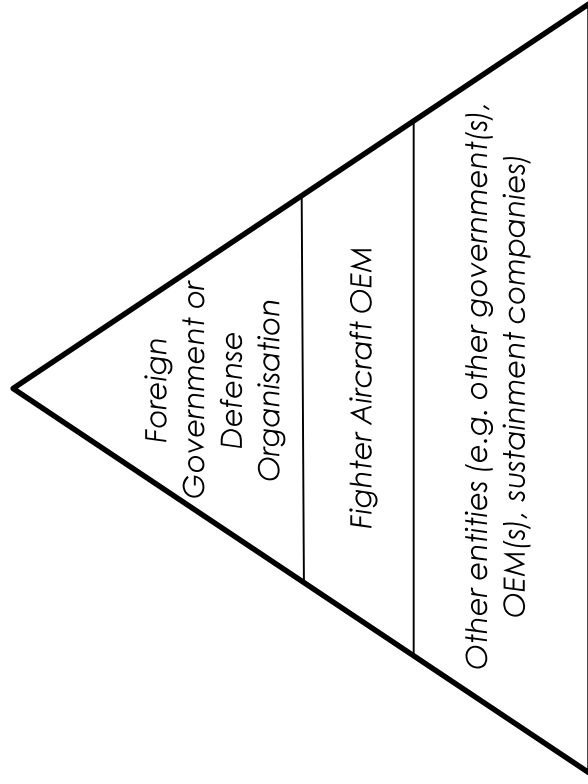 Foreign
Government or
Defense
Organisation
Fighter Aircraft OEM
Other entities (e.g. other government(s),
OEM(s), sustainment companies)